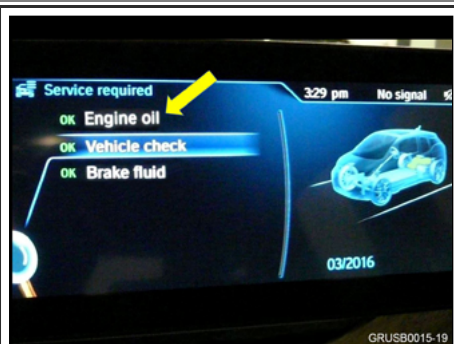 Service required
3:29 pm
No signal
OK Engine oil
OK Vehicle check
OK Brake fluid
03/2016
GRUSB0015-19